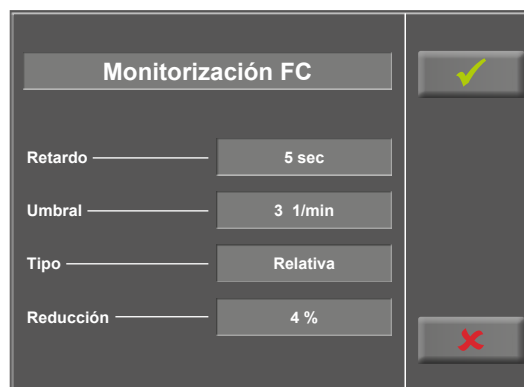 Monitorización FC
Retardo 5 sec
Umbral 3 1/min
Tipo Relativa
Reducción 4 %